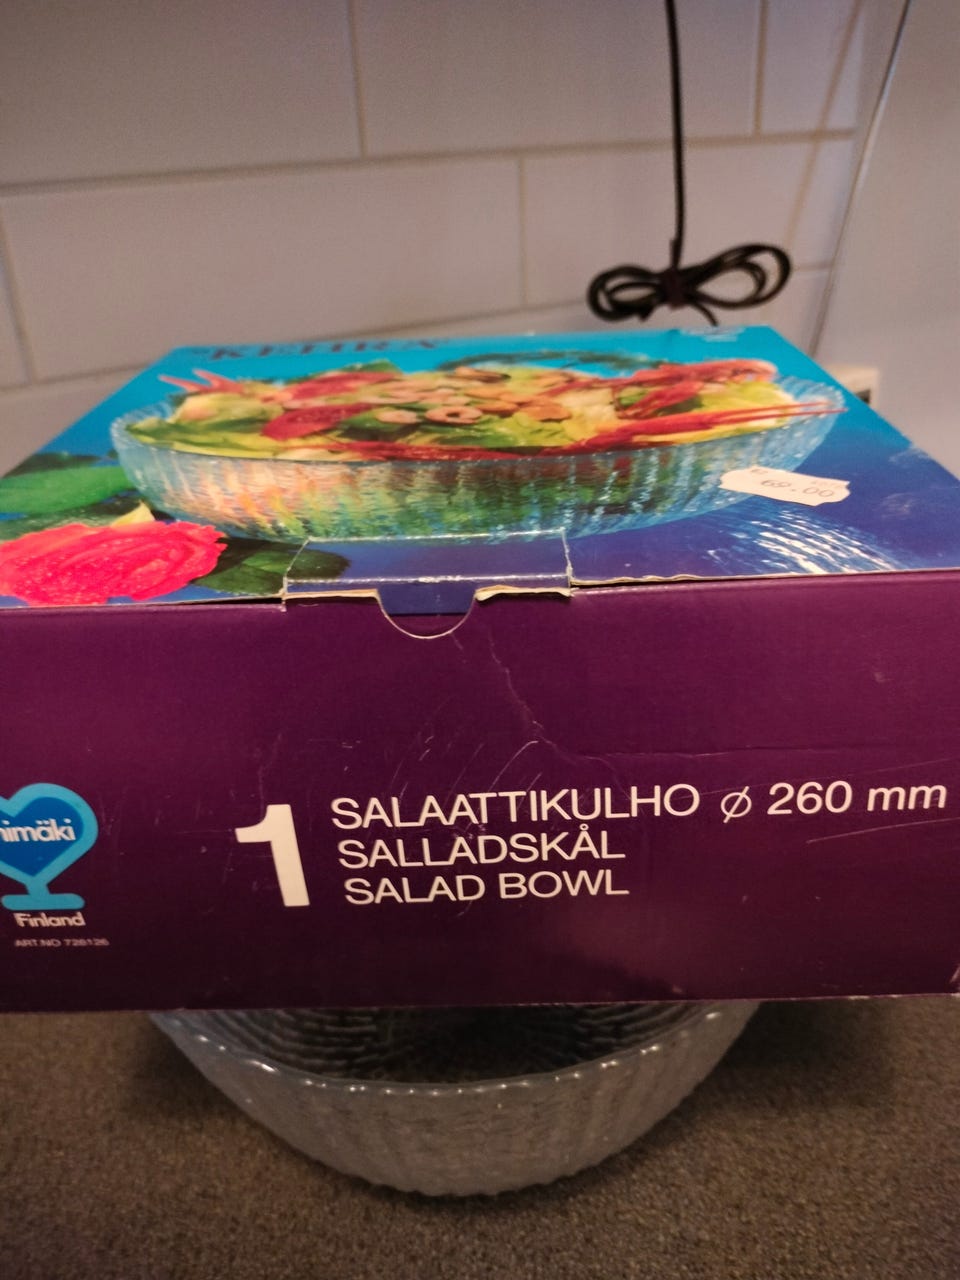 69.00
1 SALAATTIKULHO ø 260 mm
SALLADSKÅL
SALAD BOWL
imäki
Finland
ART.NO 726126